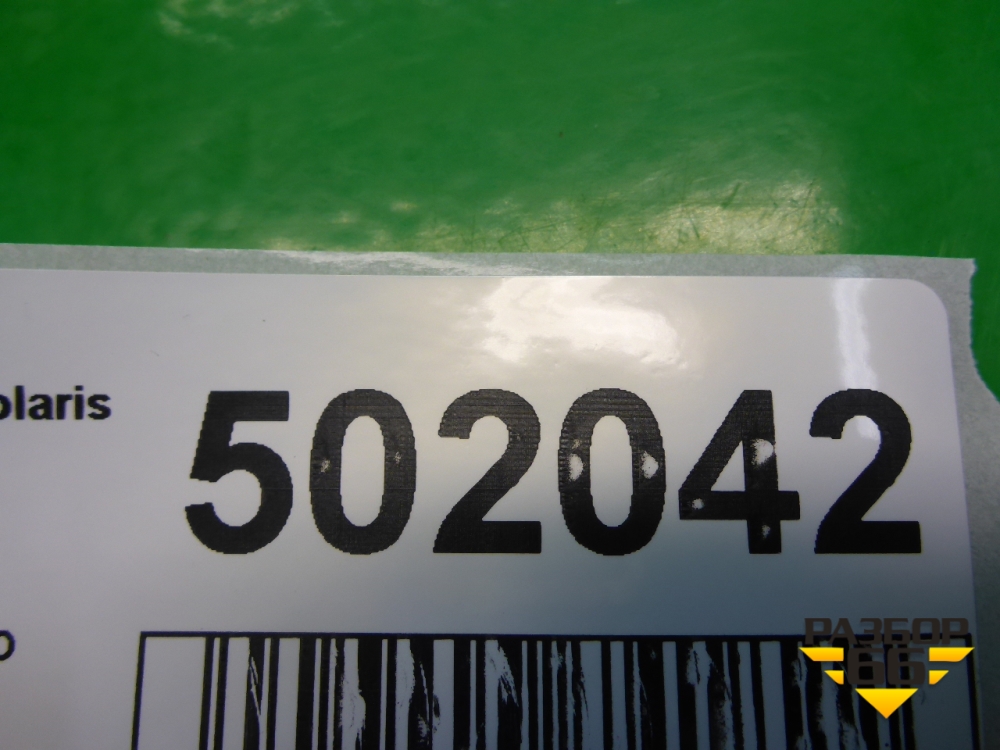 olaris
502042
о
РАЗБОР
66